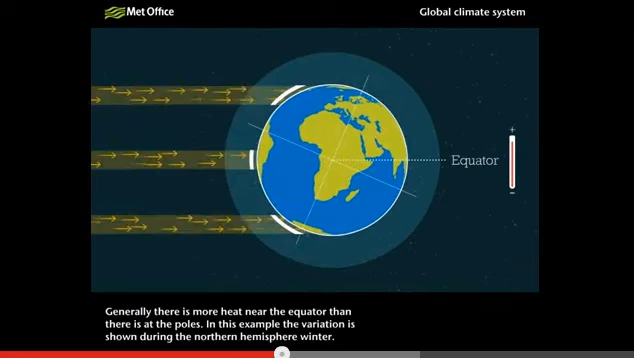 Met Office
Global climate system
Equator
+
-
Generally there is more heat near the equator than
there is at the poles. In this example the variation is
shown during the northern hemisphere winter.